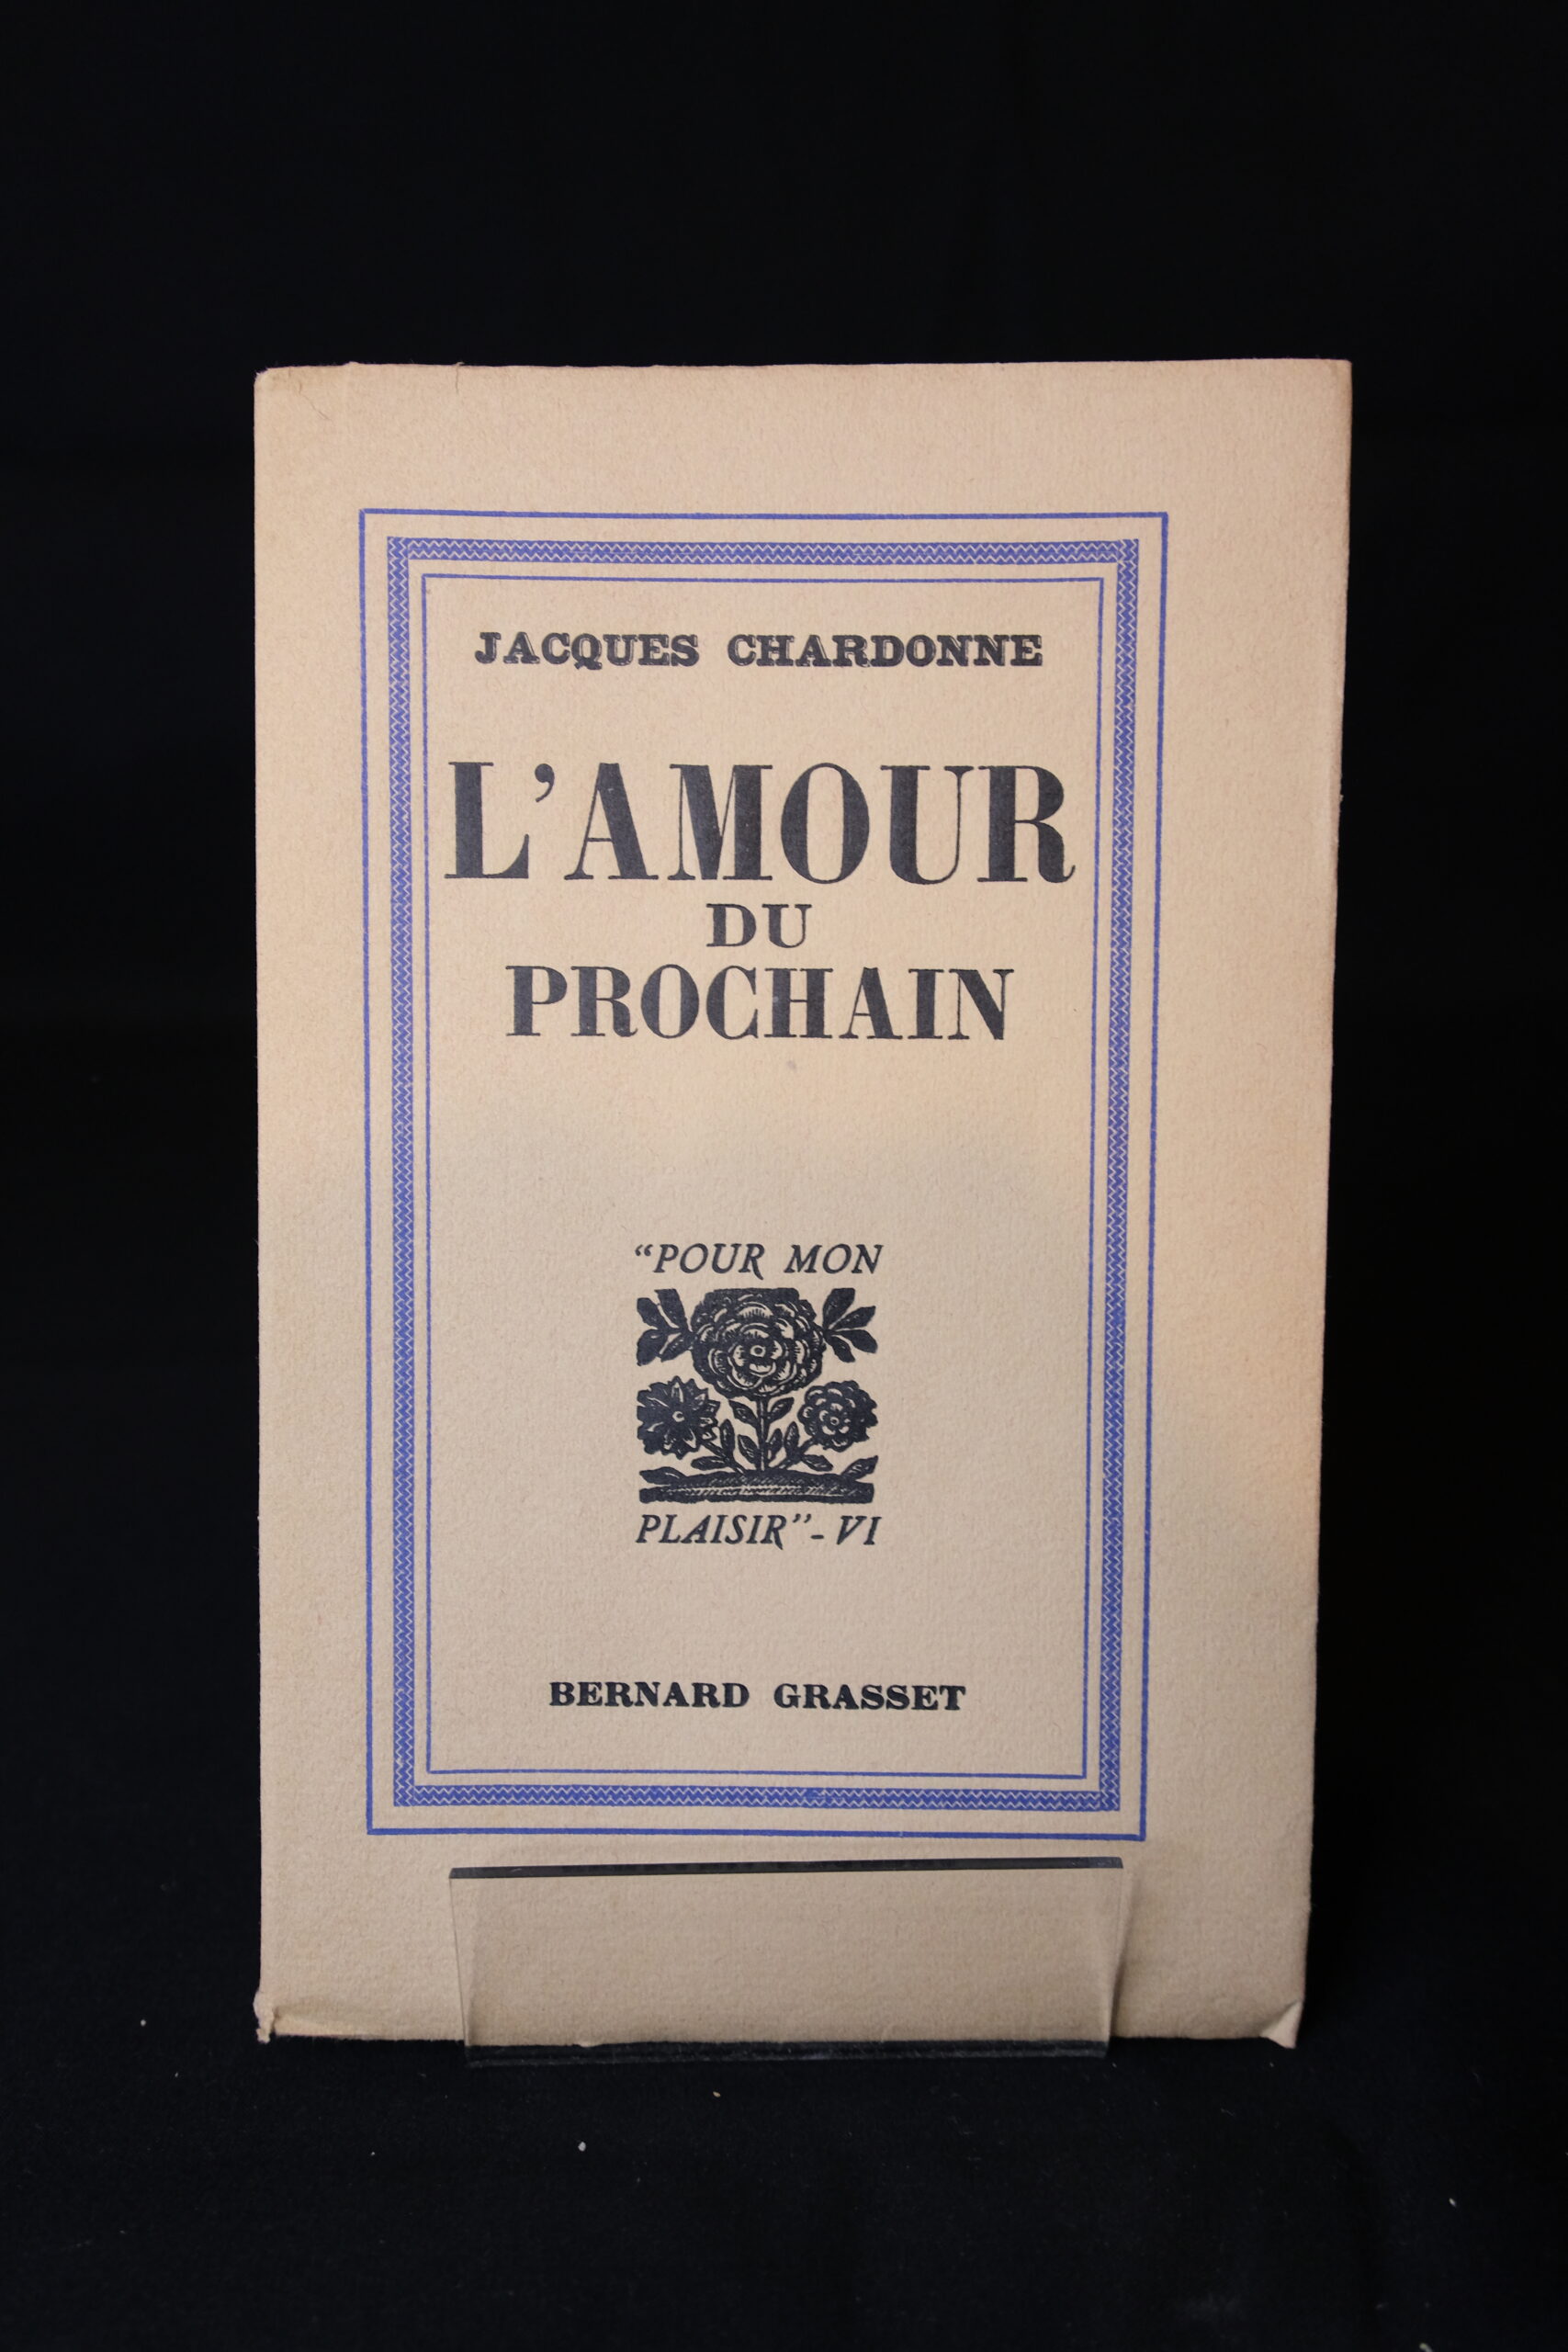 JACQUES CHARDONNE
L'AMOUR
DU
PROCHAIN
“POUR MON
PLAISIR”-VI
BERNARD GRASSET